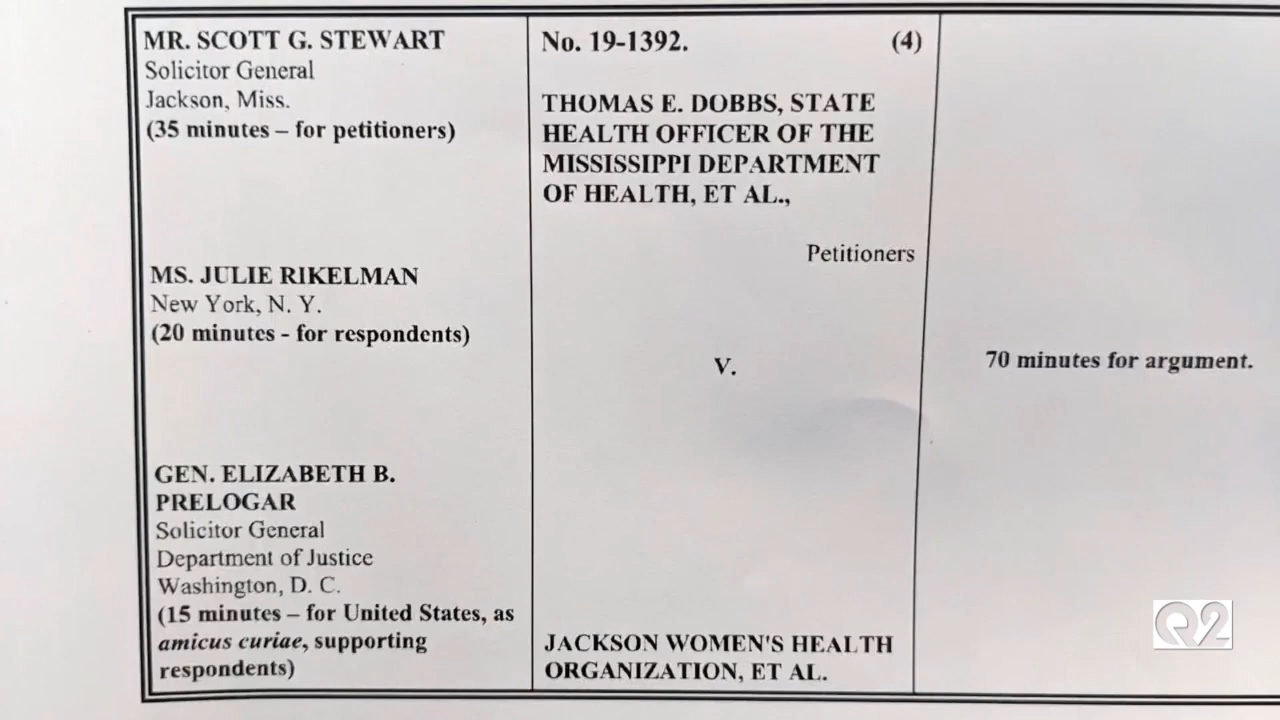 MR. SCOTT G. STEWART
Solicitor General
Jackson, Miss.
(35 minutes – for petitioners)
MS. JULIE RIKELMAN
New York, N. Y.
(20 minutes - for respondents)
GEN. ELIZABETH B.
PRELOGAR
Solicitor General
Department of Justice
Washington, D. C.
(15 minutes – for United States, as
amicus curiae, supporting
respondents)
No. 19-1392. (4)
THOMAS E. DOBBS, STATE
HEALTH OFFICER OF THE
MISSISSIPPI DEPARTMENT
OF HEALTH, ET AL.,
Petitioners
V.
JACKSON WOMEN'S HEALTH
ORGANIZATION, ET AL.
70 minutes for argument.
Q2